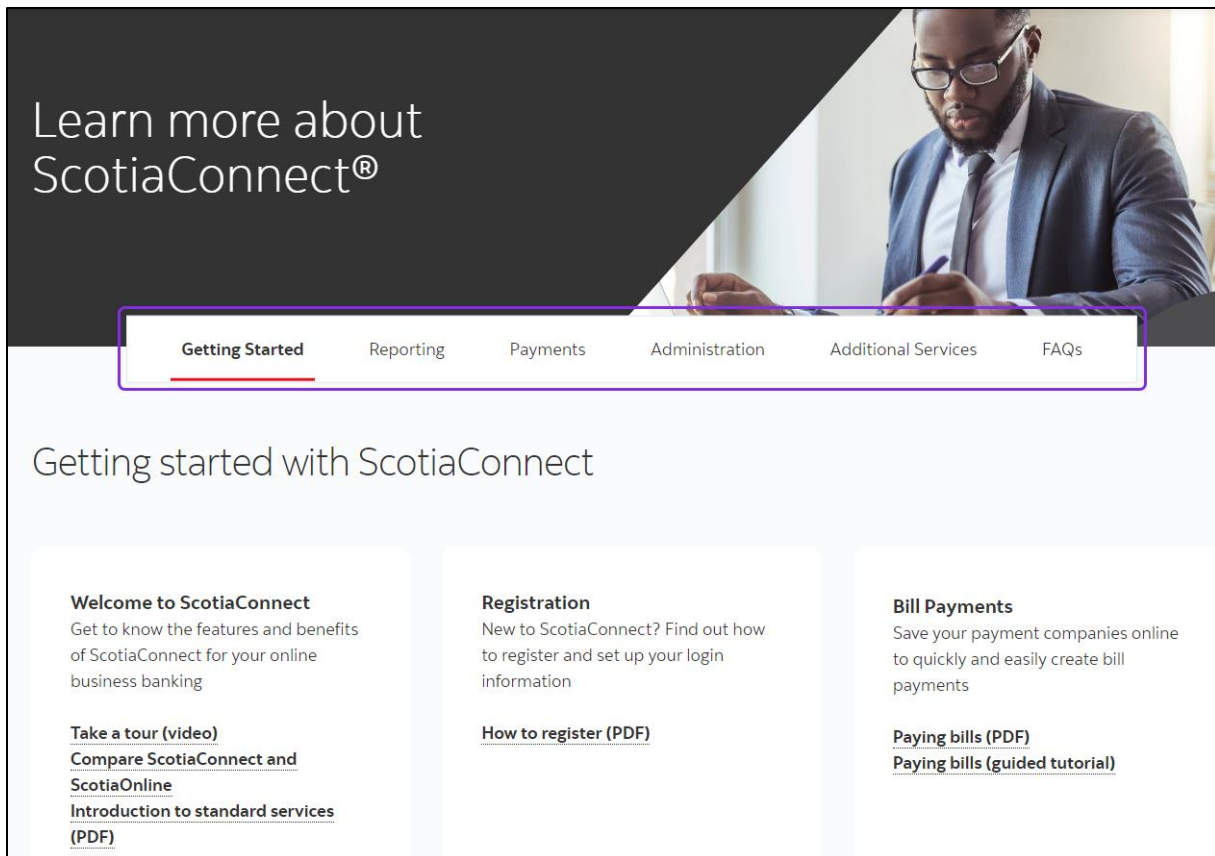 Learn more about
ScotiaConnect®
Getting Started Reporting Payments Administration Additional Services FAQs
Getting started with ScotiaConnect
Welcome to ScotiaConnect
Get to know the features and benefits
of ScotiaConnect for your online
business banking
Take a tour (video)
Compare ScotiaConnect and
ScotiaOnline
Introduction to standard services
(PDF)
Registration
New to ScotiaConnect? Find out how
to register and set up your login
information
How to register (PDF)
Bill Payments
Save your payment companies online
to quickly and easily create bill
payments
Paying bills (PDF)
Paying bills (guided tutorial)